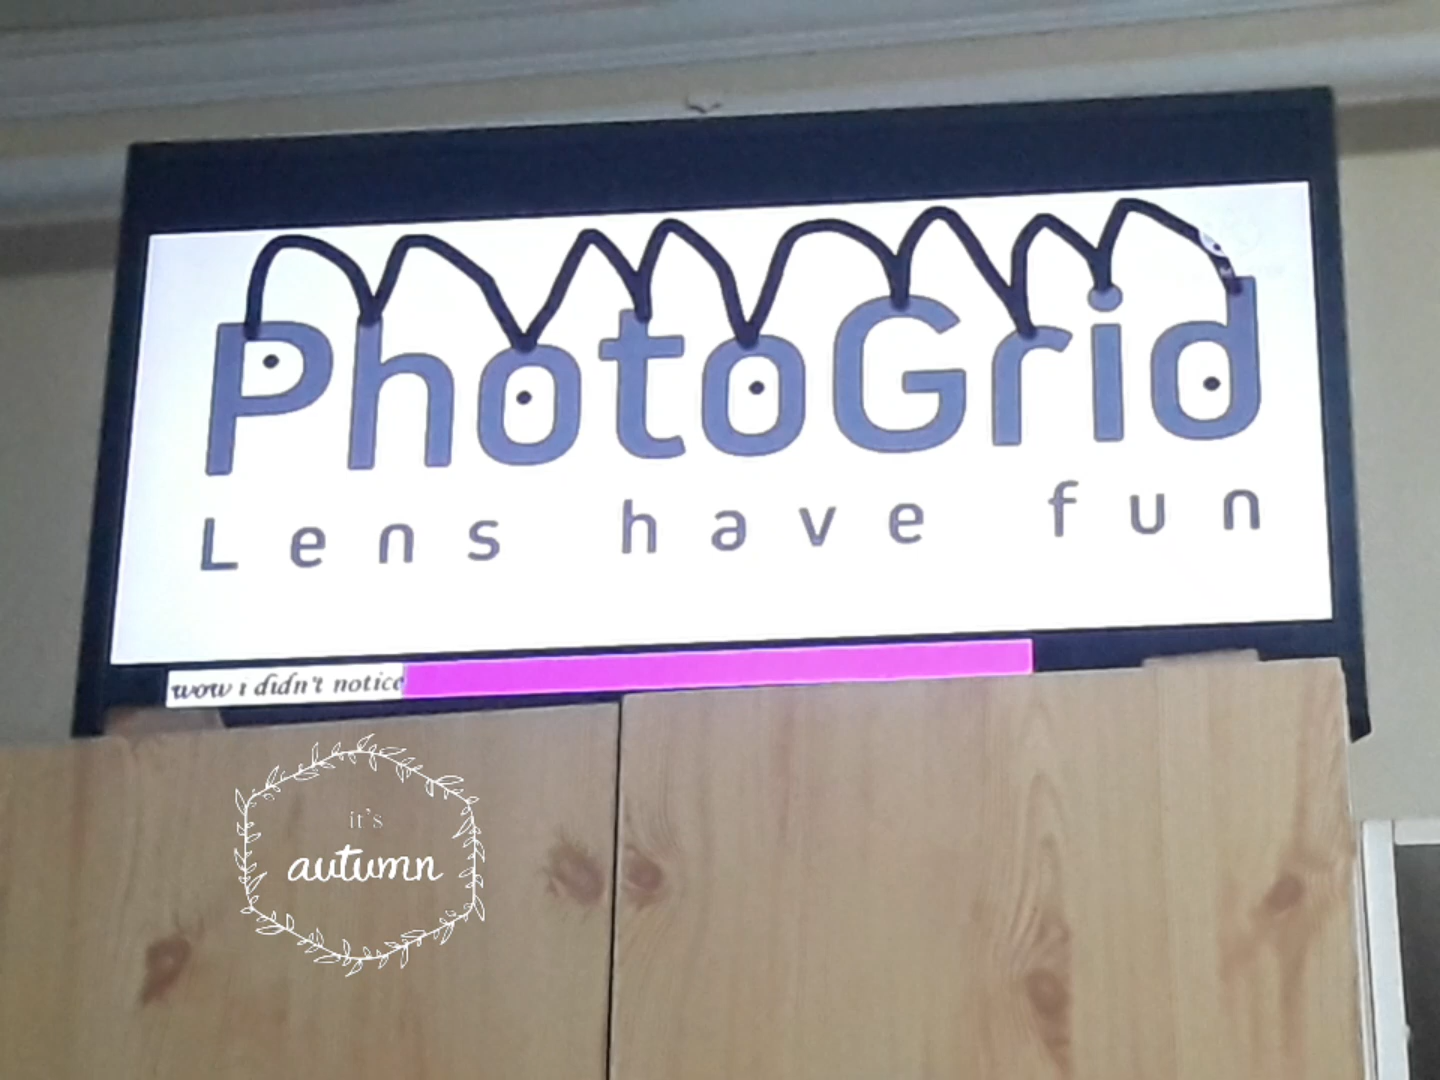 PhotoGrid
Lens have fun
wow i didn't notice
it's
autumn